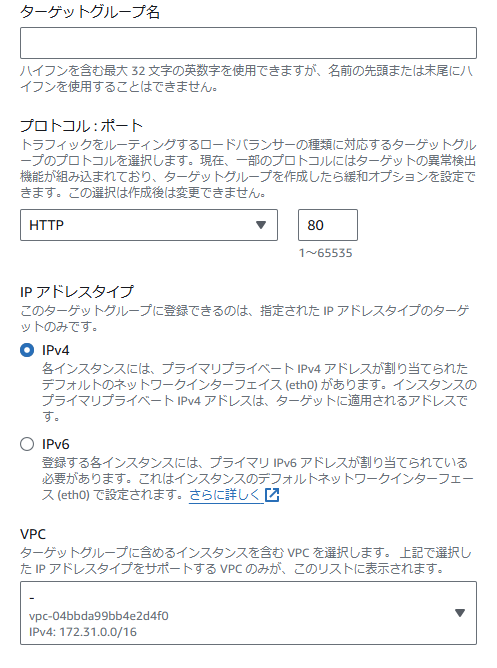 ターゲットグループ名
ハイフンを含む最大 32 文字の英数字を使用できますが、名前の先頭または末尾にハ
イフンを使用することはできません。
プロトコル : ポート
トラフィックをルーティングするロードバランサーの種類に対応するターゲットグル
ープのプロトコルを選択します。現在、一部のプロトコルにはターゲットの異常検出
機能が組み込まれており、ターゲットグループを作成したら緩和オプションを設定で
きます。この選択は作成後は変更できません。
HTTP
80
1～65535
IP アドレスタイプ
このターゲットグループに登録できるのは、指定された IP アドレスタイプのターゲ
ットのみです。
IPv4
各インスタンスには、プライマリプライベート IPv4 アドレスが割り当てられた
デフォルトのネットワークインターフェイス (eth0) があります。インスタンスの
プライマリプライベート IPv4 アドレスは、ターゲットに適用されるアドレスで
す。
IPv6
登録する各インスタンスには、プライマリ IPv6 アドレスが割り当てられている
必要があります。これはインスタンスのデフォルトネットワークインターフェー
ス (eth0) で設定されます。さらに詳しく
VPC
ターゲットグループに含めるインスタンスを含む VPC を選択します。 上記で選択し
た IP アドレスタイプをサポートする VPC のみが、このリストに表示されます。
-
vpc-04bbda99bb4e2d4f0
IPv4: 172.31.0.0/16